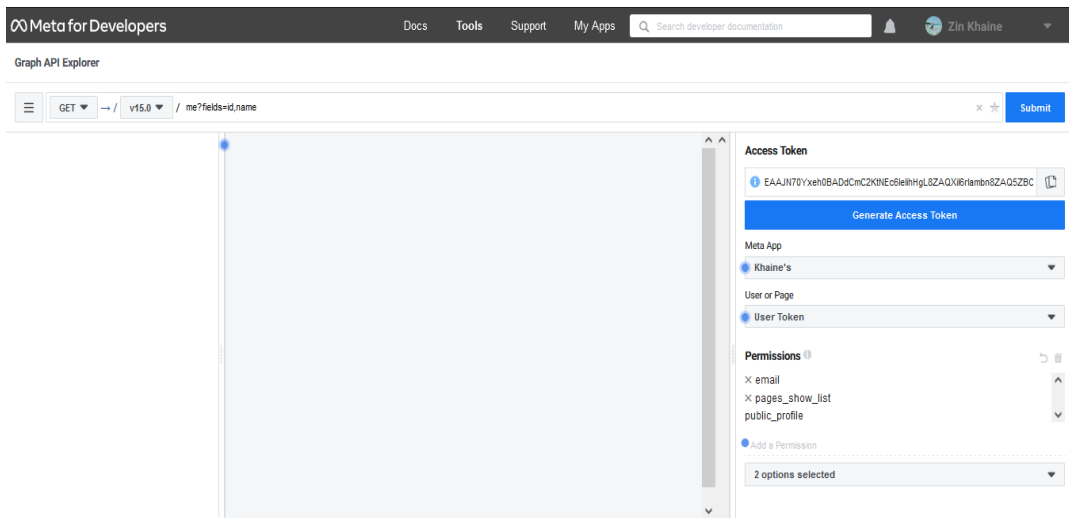 Meta for Developers Docs Tools Support My Apps Search developer documentation Zin Khaine
Graph API Explorer
GET → / v15.0 / me?fields=id,name Submit
Access Token
Generate Access Token
Meta App
Khaine's
User or Page
User Token
Permissions
× email
× pages_show_list
public_profile
Add a Permission
2 options selected